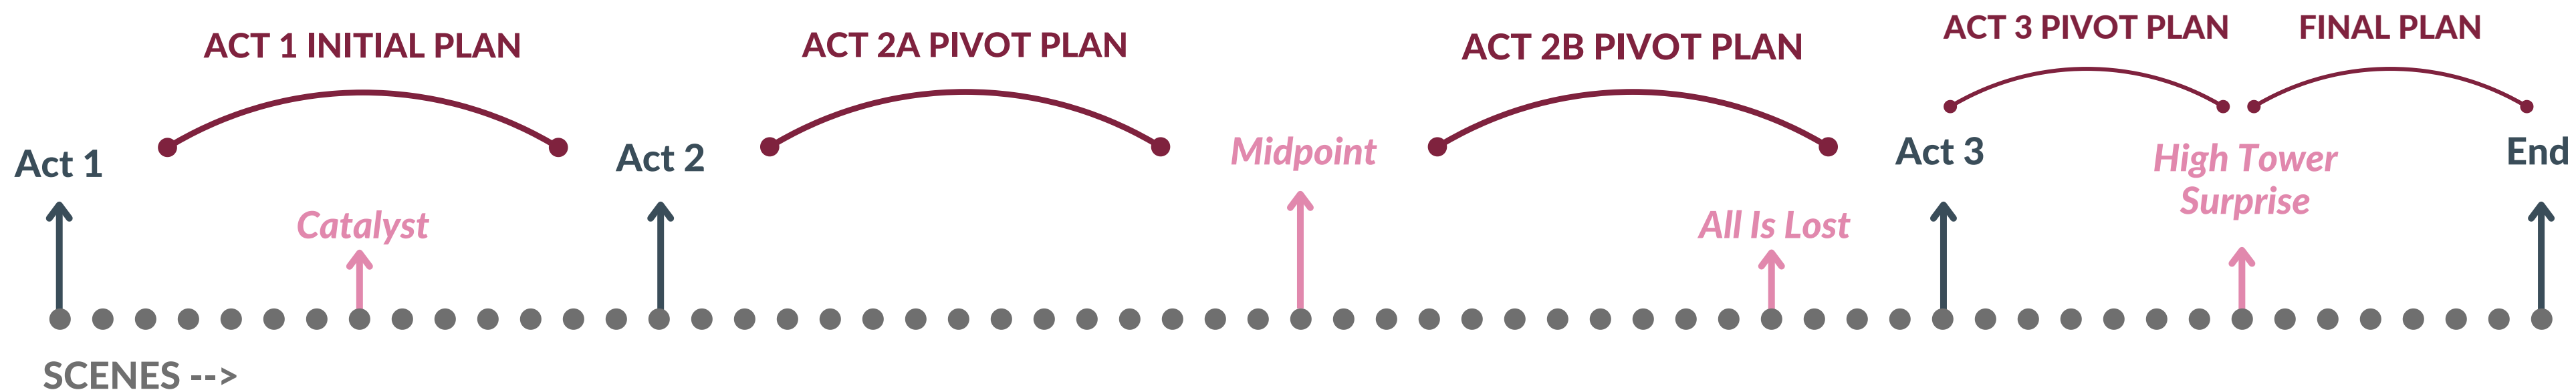 ACT 1 INITIAL PLAN
ACT 2A PIVOT PLAN
ACT 2B PIVOT PLAN
ACT 3 PIVOT PLAN
FINAL PLAN
Act 1
Catalyst
Act 2
Midpoint
All Is Lost
Act 3
High Tower
Surprise
End
SCENES -->